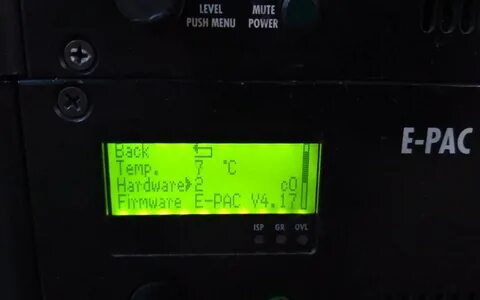 LEVEL MUTE
PUSH MENU POWER
E-PAC
Back
Temp. 7 °C
Hardware 2 c0
Firmware E-PAC V4.17
ISP GR OVL